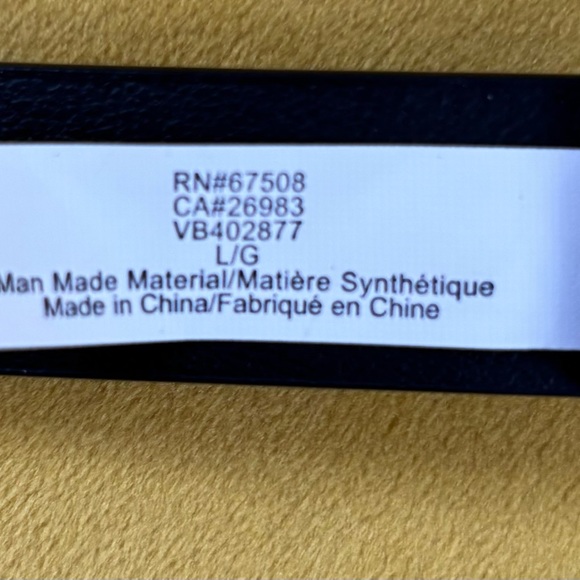 RN#67508
CA#26983
VB402877
L/G
Man Made Material/Matière Synthétique
Made in China/Fabriqué en Chine